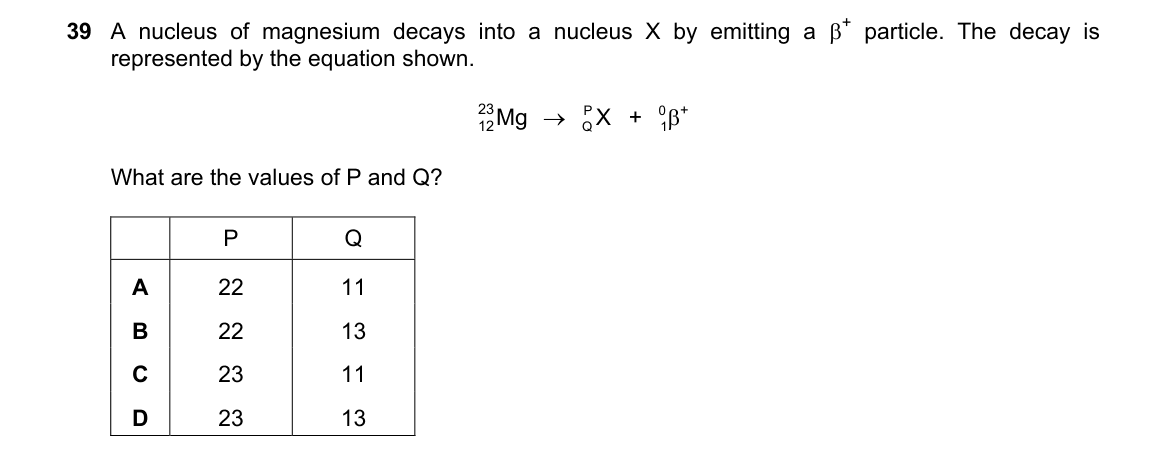 39 A nucleus of magnesium decays into a nucleus X by emitting a β⁺ particle. The decay is
represented by the equation shown.
²³₁₂Mg → ᴾQX + ⁰₁β⁺
What are the values of P and Q?
P Q
A 22 11
B 22 13
C 23 11
D 23 13